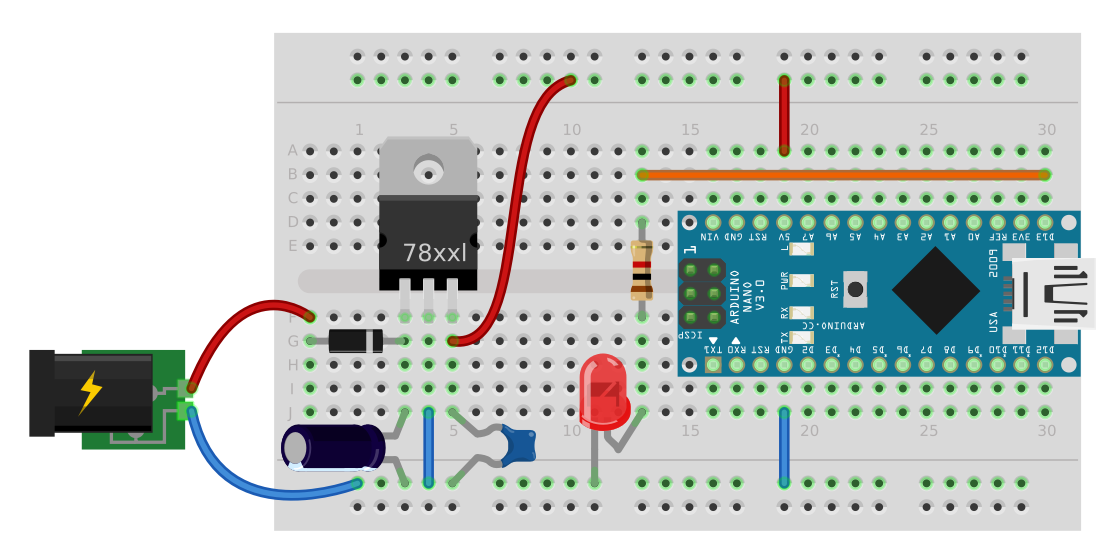 1 5 10 15 20 25 30
A
B
C
D
E
78xxl
F
G
H
I
J
VIN GND RST 5V A7 A6 A5 A4 A3 A2 A1 A0 REF 3V3 D13
1
L
PWR
RX
TX
RST
ARDUINO
NANO
V3.0
ICSP
ARDUINO.CC
USA
TX1 RX0 RST GND D2 D3 D4 D5 D6 D7 D8 D9 D10 D11 D12
5 10 15 20 25 30